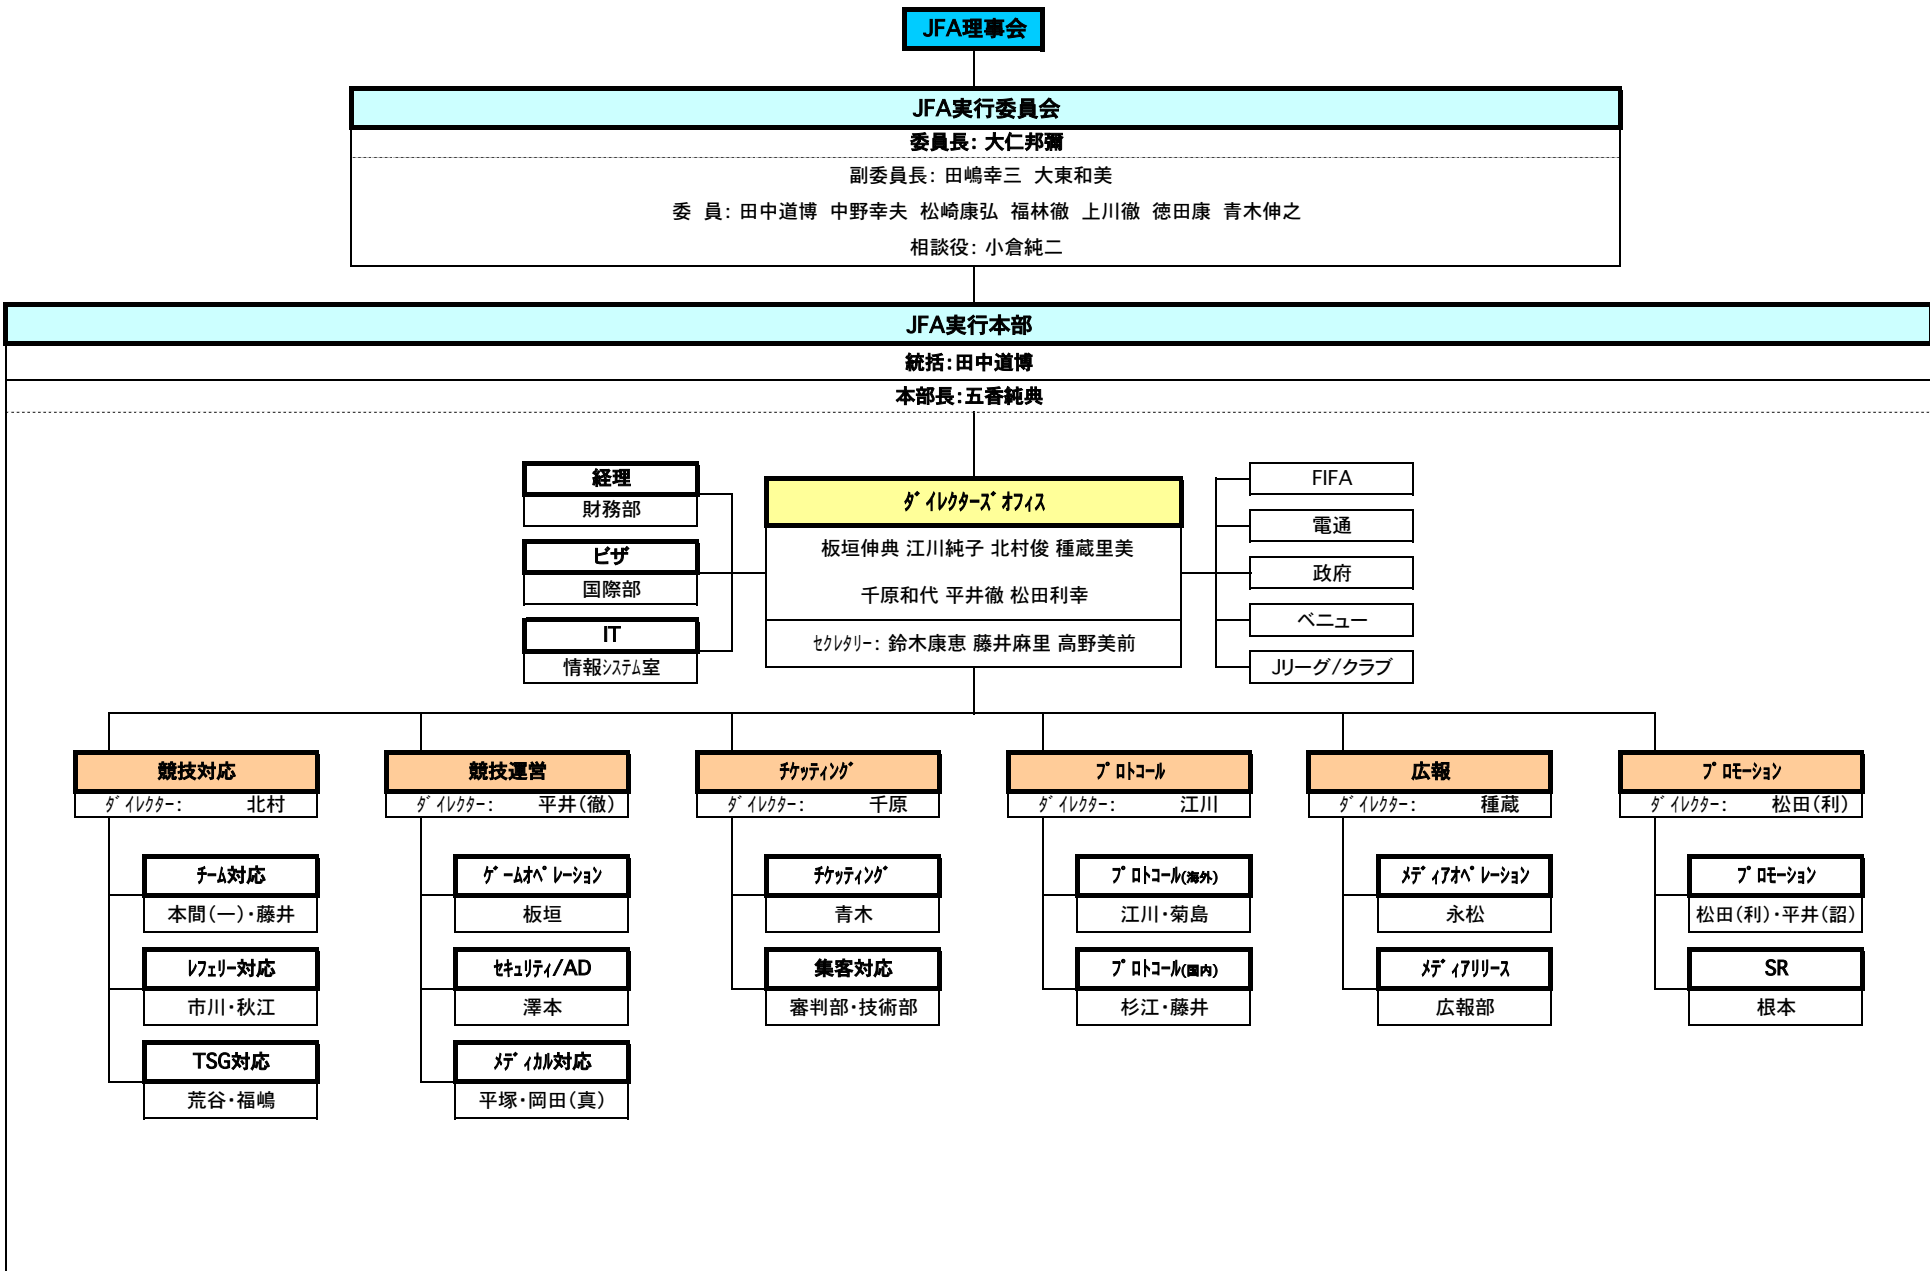 JFA理事会
JFA実行委員会
委員長: 大仁邦彌
副委員長: 田嶋幸三 大東和美
委 員: 田中道博 中野幸夫 松崎康弘 福林徹 上川徹 徳田康 青木伸之
相談役: 小倉純二
JFA実行本部
統括:田中道博
本部長:五香純典
経理
財務部
ビザ
国際部
IT
情報ｼｽﾃﾑ室
ﾀﾞｲﾚｸﾀｰｽﾞｵﾌｨｽ
板垣伸典 江川純子 北村俊 種蔵里美
千原和代 平井徹 松田利幸
ｾｸﾚﾀﾘｰ: 鈴木康恵 藤井麻里 高野美前
FIFA
電通
政府
ベニュー
Jリーグ/クラブ
競技対応
ﾀﾞｲﾚｸﾀｰ: 北村
チーム対応
本間(一)・藤井
ﾚﾌｪﾘｰ対応
市川・秋江
TSG対応
荒谷・福嶋
競技運営
ﾀﾞｲﾚｸﾀｰ: 平井(徹)
ｹﾞｰﾑｵﾍﾟﾚｰｼｮﾝ
板垣
ｾｷｭﾘﾃｨ/AD
澤本
ﾒﾃﾞｨｶﾙ対応
平塚・岡田(真)
ﾁｹｯﾃｨﾝｸﾞ
ﾀﾞｲﾚｸﾀｰ: 千原
ﾁｹｯﾃｨﾝｸﾞ
青木
集客対応
審判部・技術部
ﾌﾟﾛﾄｺｰﾙ
ﾀﾞｲﾚｸﾀｰ: 江川
ﾌﾟﾛﾄｺｰﾙ(海外)
江川・菊島
ﾌﾟﾛﾄｺｰﾙ(国内)
杉江・藤井
広報
ﾀﾞｲﾚｸﾀｰ: 種蔵
ﾒﾃﾞｨｱｵﾍﾟﾚｰｼｮﾝ
永松
ﾒﾃﾞｨｱﾘﾘｰｽ
広報部
ﾌﾟﾛﾓｰｼｮﾝ
ﾀﾞｲﾚｸﾀｰ: 松田(利)
ﾌﾟﾛﾓｰｼｮﾝ
松田(利)・平井(詔)
SR
根本